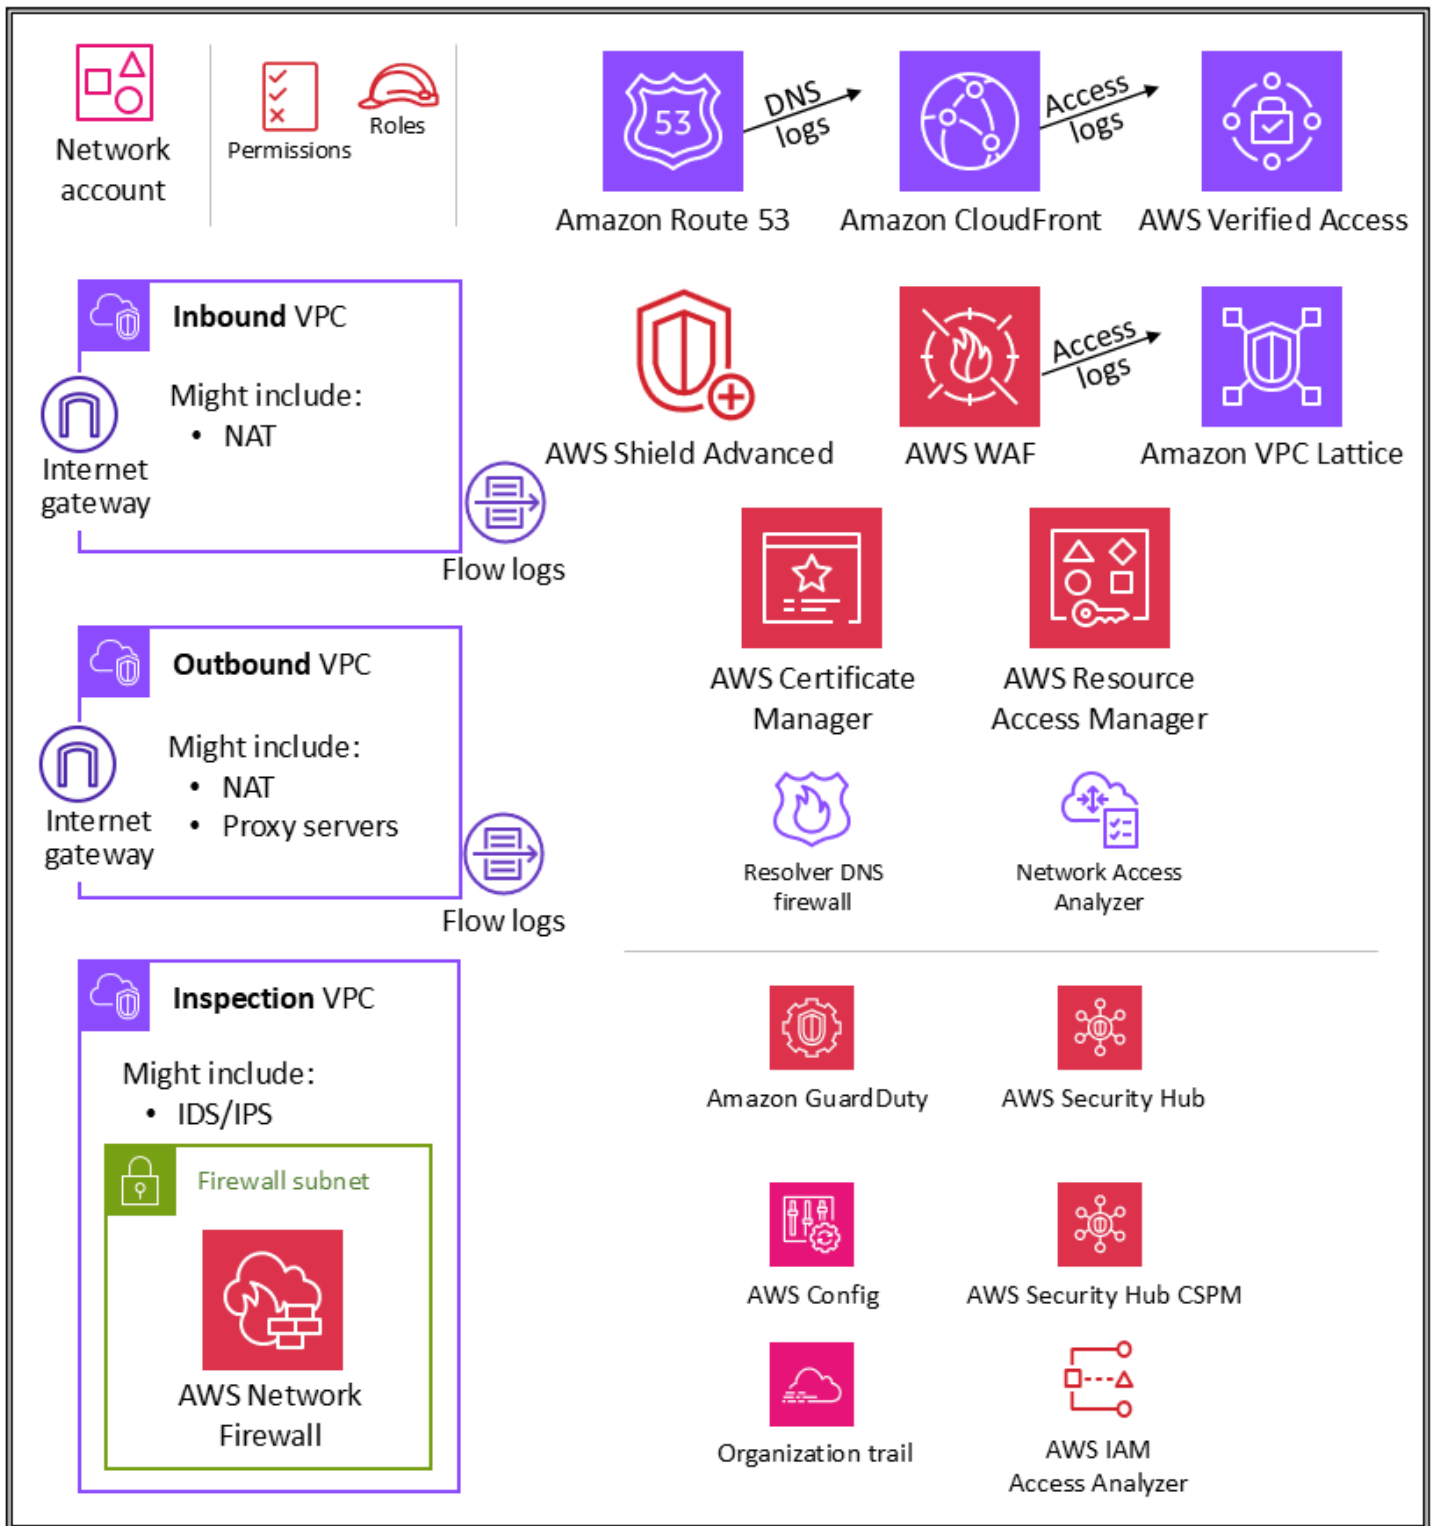 Network
account
Permissions
Roles
53
DNS
logs
Access
logs
Amazon Route 53
Amazon CloudFront
AWS Verified Access
Inbound VPC
Might include:
• NAT
Internet
gateway
Flow logs
AWS Shield Advanced
AWS WAF
Access
logs
Amazon VPC Lattice
AWS Certificate
Manager
AWS Resource
Access Manager
Outbound VPC
Might include:
• NAT
• Proxy servers
Internet
gateway
Flow logs
Resolver DNS
firewall
Network Access
Analyzer
Inspection VPC
Might include:
• IDS/IPS
Firewall subnet
AWS Network
Firewall
Amazon GuardDuty
AWS Security Hub
AWS Config
AWS Security Hub CSPM
Organization trail
AWS IAM
Access Analyzer